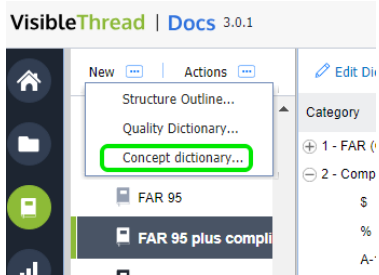 VisibleThread | Docs 3.0.1
New Actions Edit Di
Structure Outline...
Quality Dictionary...
Concept dictionary...
Category
1 - FAR (
2 - Comp
$
%
A-
FAR 95
FAR 95 plus compli